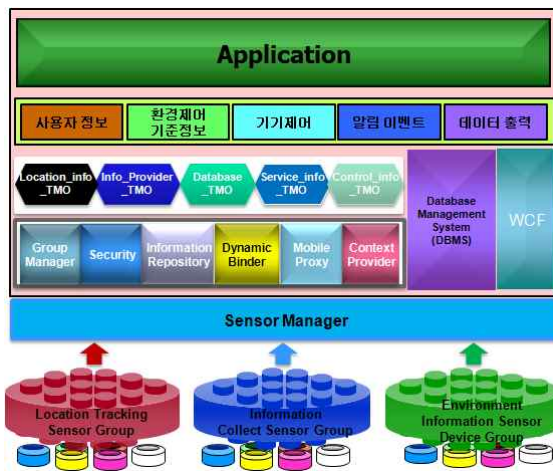 Application
사용자 정보
환경제어
기준정보
기기제어
알림 이벤트
데이터 출력
Location_info
_TMO
Info_Provider
_TMO
Database
_TMO
Service_info
_TMO
Control_info
_TMO
Database
Management
System
(DBMS)
WCF
Group
Manager
Security
Information
Repository
Dynamic
Binder
Mobile
Proxy
Context
Provider
Sensor Manager
Location Tracking
Sensor Group
Information
Collect Sensor Group
Environment
Information Sensor
Device Group